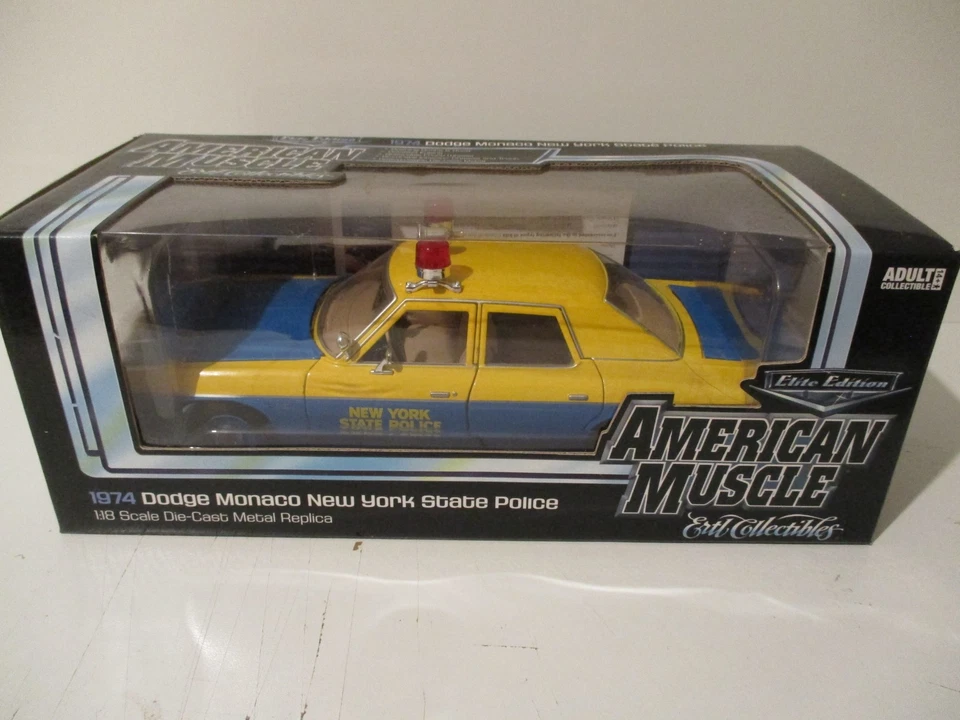 AMERICAN
MUSCLE
1974 Dodge Monaco New York State Police
ADULT
COLLECTIBLE
NEW YORK
STATE POLICE
Elite Edition
AMERICAN
MUSCLE
Ertl Collectibles
1974 Dodge Monaco New York State Police
1:18 Scale Die-Cast Metal Replica